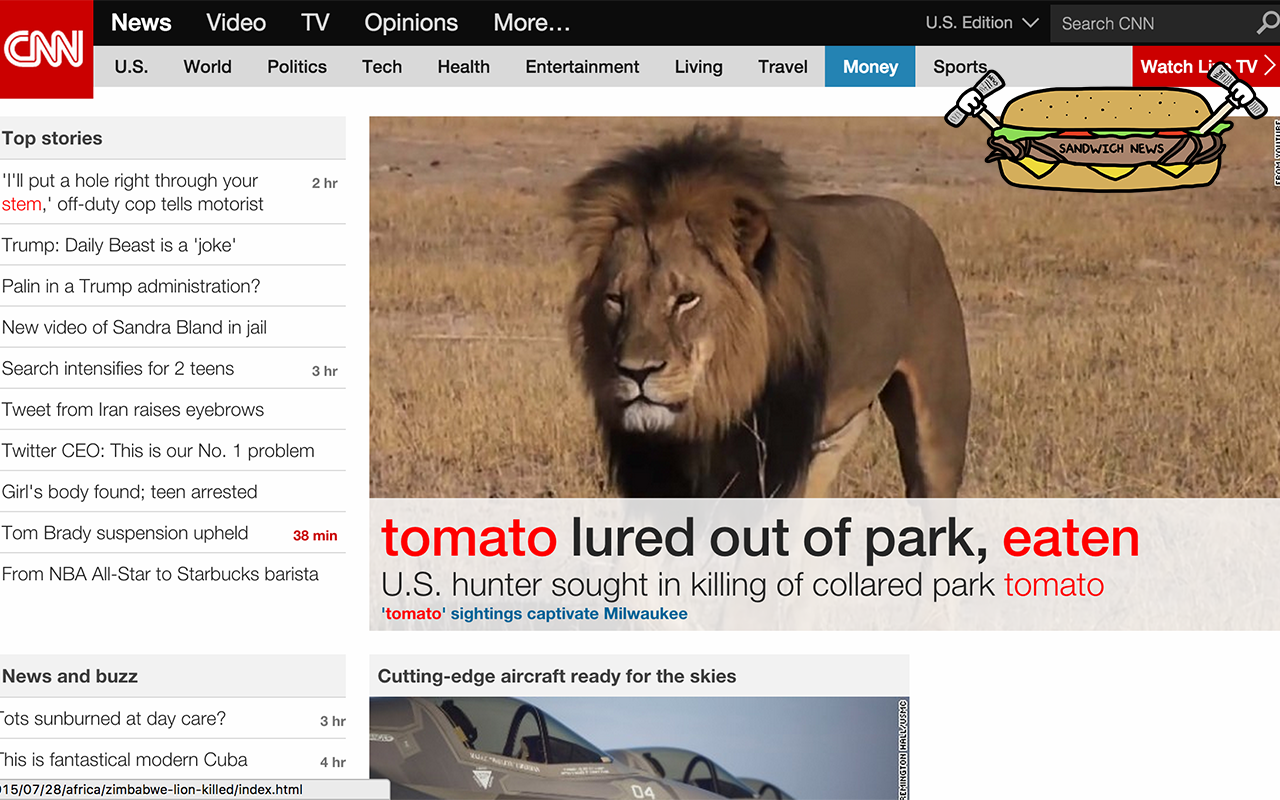 CNN
News Video TV Opinions More...
U.S. Edition
Search CNN
U.S. World Politics Tech Health Entertainment Living Travel Money Sports
Watch Live TV
SANDWICH NEWS
FROM YOUTUBE
Top stories
'I'll put a hole right through your
stem,' off-duty cop tells motorist
2 hr
Trump: Daily Beast is a 'joke'
Palin in a Trump administration?
New video of Sandra Bland in jail
Search intensifies for 2 teens
3 hr
Tweet from Iran raises eyebrows
Twitter CEO: This is our No. 1 problem
Girl's body found; teen arrested
Tom Brady suspension upheld
38 min
From NBA All-Star to Starbucks barista
tomato lured out of park, eaten
U.S. hunter sought in killing of collared park tomato
'tomato' sightings captivate Milwaukee
News and buzz
Tots sunburned at day care?
3 hr
This is fantastical modern Cuba
4 hr
Cutting-edge aircraft ready for the skies
REMINGTON HALL/USMC
04
015/07/28/africa/zimbabwe-lion-killed/index.html